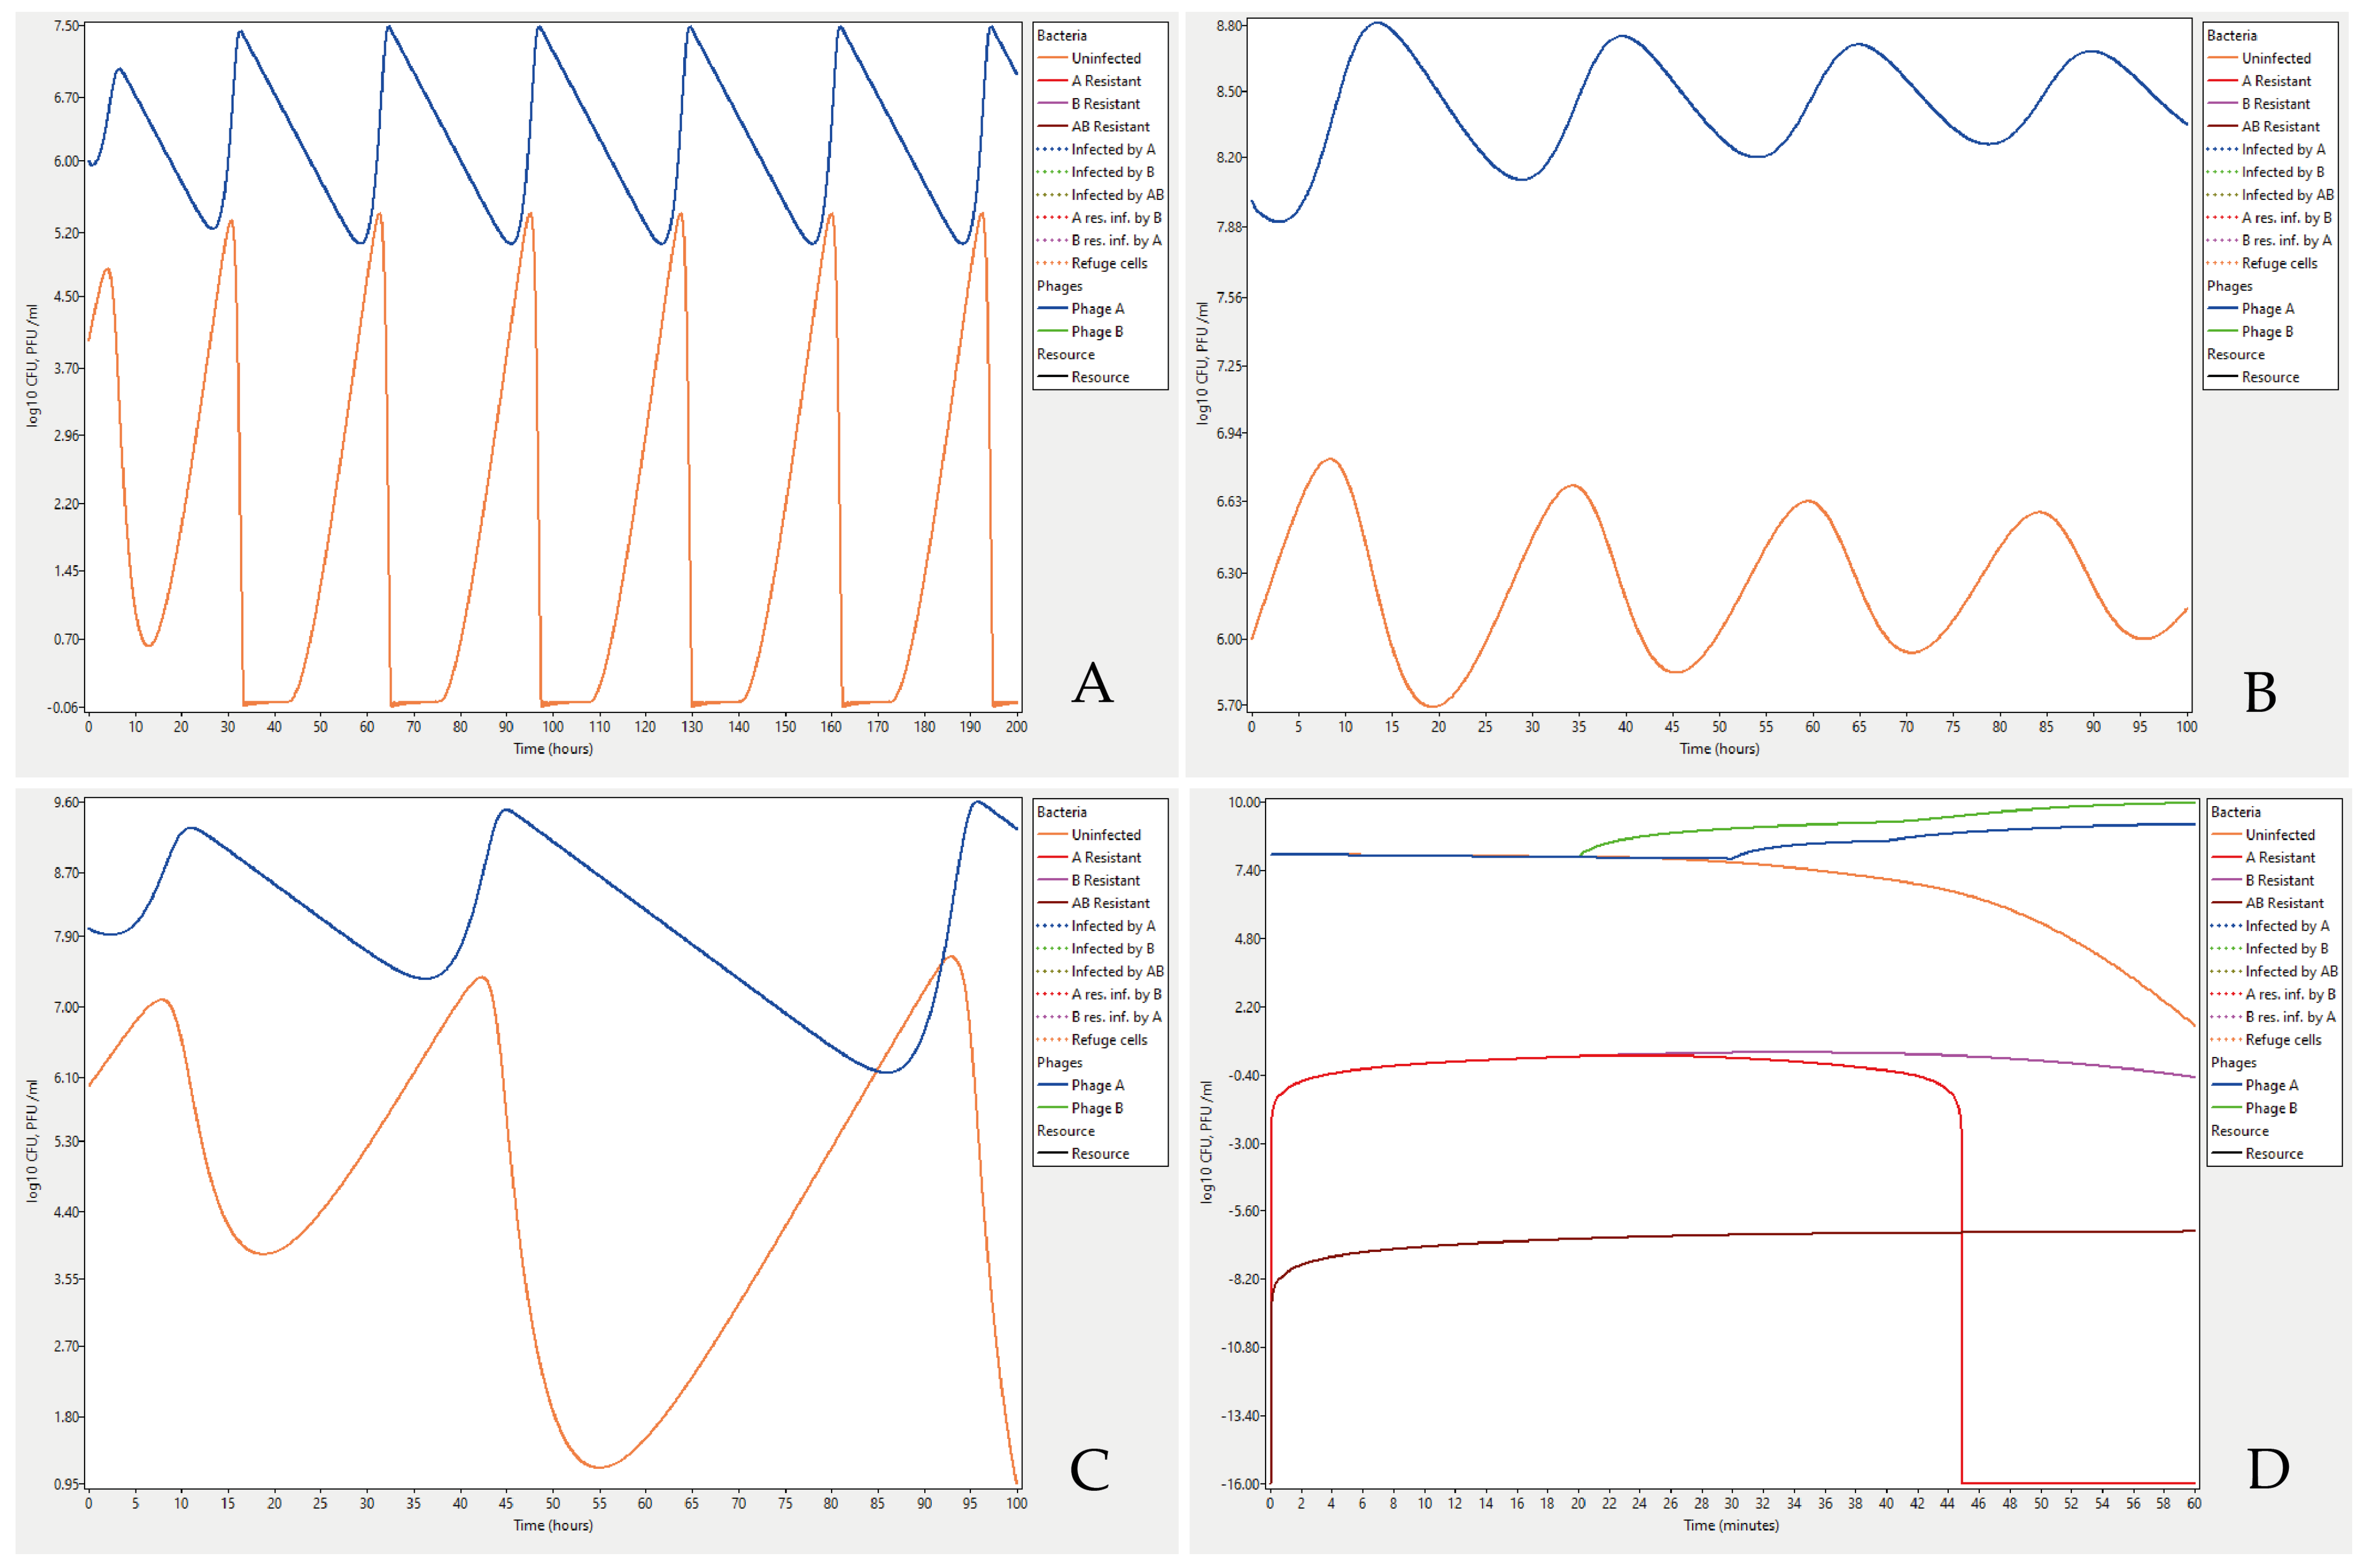 7.50
6.70
6.00
5.20
4.50
3.70
2.96
2.20
1.45
0.70
-0.06
log10 CFU, PFU /ml
0 10 20 30 40 50 60 70 80 90 100 110 120 130 140 150 160 170 180 190 200
Time (hours)
Bacteria
Uninfected
A Resistant
B Resistant
AB Resistant
Infected by A
Infected by B
Infected by AB
A res. inf. by B
B res. inf. by A
Refuge cells
Phages
Phage A
Phage B
Resource
Resource
A
8.80
8.50
8.20
7.88
7.56
7.25
6.94
6.63
6.30
6.00
5.70
log10 CFU, PFU /ml
0 5 10 15 20 25 30 35 40 45 50 55 60 65 70 75 80 85 90 95 100
Time (hours)
Bacteria
Uninfected
A Resistant
B Resistant
AB Resistant
Infected by A
Infected by B
Infected by AB
A res. inf. by B
B res. inf. by A
Refuge cells
Phages
Phage A
Phage B
Resource
Resource
B
9.60
8.70
7.90
7.00
6.10
5.30
4.40
3.55
2.70
1.80
0.95
log10 CFU, PFU /ml
0 5 10 15 20 25 30 35 40 45 50 55 60 65 70 75 80 85 90 95 100
Time (hours)
Bacteria
Uninfected
A Resistant
B Resistant
AB Resistant
Infected by A
Infected by B
Infected by AB
A res. inf. by B
B res. inf. by A
Refuge cells
Phages
Phage A
Phage B
Resource
Resource
C
10.00
7.40
4.80
2.20
-0.40
-3.00
-5.60
-8.20
-10.80
-13.40
-16.00
log10 CFU, PFU /ml
0 2 4 6 8 10 12 14 16 18 20 22 24 26 28 30 32 34 36 38 40 42 44 46 48 50 52 54 56 58 60
Time (minutes)
Bacteria
Uninfected
A Resistant
B Resistant
AB Resistant
Infected by A
Infected by B
Infected by AB
A res. inf. by B
B res. inf. by A
Refuge cells
Phages
Phage A
Phage B
Resource
Resource
D